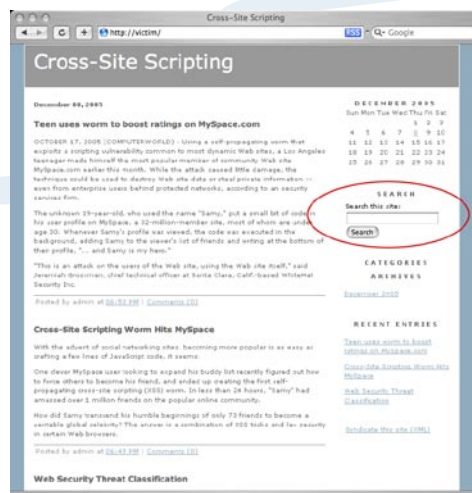 Cross-Site Scripting
http://victim/
RSS
Q- Google
Cross-Site Scripting
December 08, 2005
Teen uses worm to boost ratings on MySpace.com
OCTOBER 17, 2005 (COMPUTERWORLD) - Using a self-propagating worm that
exploits a scripting vulnerability common to most dynamic Web sites, a Los Angeles
teenager made himself the most popular member of community Web site
MySpace.com earlier this month. While the attack caused little damage, the
technique could be used to destroy Web site data or steal private information --
even from enterprise users behind protected networks, according to an security
services firm.
The unknown 19-year-old, who used the name "Samy," put a small bit of code in
his user profile on MySpace, a 32-million-member site, most of whom are under
age 30. Whenever Samy's profile was viewed, the code was executed in the
background, adding Samy to the viewer's list of friends and writing at the bottom of
their profile, "... and Samy is my hero."
"This is an attack on the users of the Web site, using the Web site itself," said
Jeremiah Grossman, chief technical officer at Santa Clara, Calif.-based WhiteHat
Security Inc.
Posted by admin at 06:52 PM | Comments (0)
Cross-Site Scripting Worm Hits MySpace
With the advent of social networking sites, becoming more popular is as easy as
crafting a few lines of JavaScript code, it seems.
One clever MySpace user looking to expand his buddy list recently figured out how
to force others to become his friend, and ended up creating the first self-
propagating cross-site scripting (XSS) worm. In less than 24 hours, "Samy" had
amassed over 1 million friends on the popular online community.
How did Samy transcend his humble beginnings of only 73 friends to become a
veritable global celebrity? The answer is a combination of XSS tricks and lax security
in certain Web browsers.
Posted by admin at 06:43 PM | Comments (0)
Web Security Threat Classification
DECEMBER 2005
Sun Mon Tue Wed Thu Fri Sat
1 2 3
4 5 6 7 8 9 10
11 12 13 14 15 16 17
18 19 20 21 22 23 24
25 26 27 28 29 30 31
SEARCH
Search this site:
Search
CATEGORIES
ARCHIVES
December 2005
RECENT ENTRIES
Teen uses worm to boost
ratings on MySpace.com
Cross-Site Scripting Worm Hits
MySpace
Web Security Threat
Classification
Syndicate this site (XML)